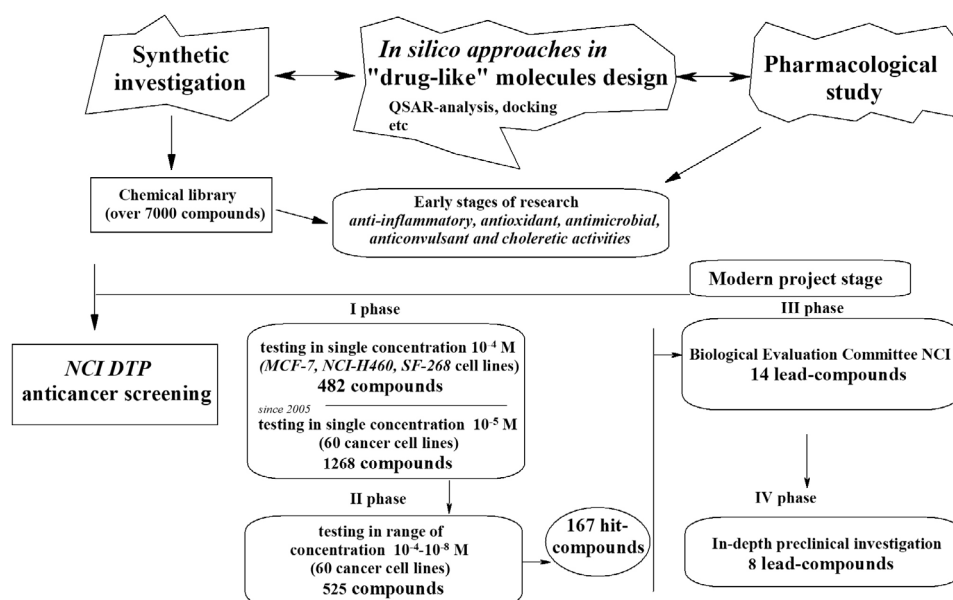 Synthetic
investigation
In silico approaches in
"drug-like" molecules design
QSAR-analysis, docking
etc
Pharmacological
study
Chemical library
(over 7000 compounds)
Early stages of research
anti-inflammatory, antioxidant, antimicrobial,
anticonvulsant and choleretic activities
Modern project stage
I phase
III phase
NCI DTP
anticancer screening
testing in single concentration 10⁻⁴ M
(MCF-7, NCI-H460, SF-268 cell lines)
482 compounds
since 2005
testing in single concentration 10⁻⁵ M
(60 cancer cell lines)
1268 compounds
Biological Evaluation Committee NCI
14 lead-compounds
II phase
testing in range of
concentration 10⁻⁴-10⁻⁸ M
(60 cancer cell lines)
525 compounds
167 hit-
compounds
IV phase
In-depth preclinical investigation
8 lead-compounds